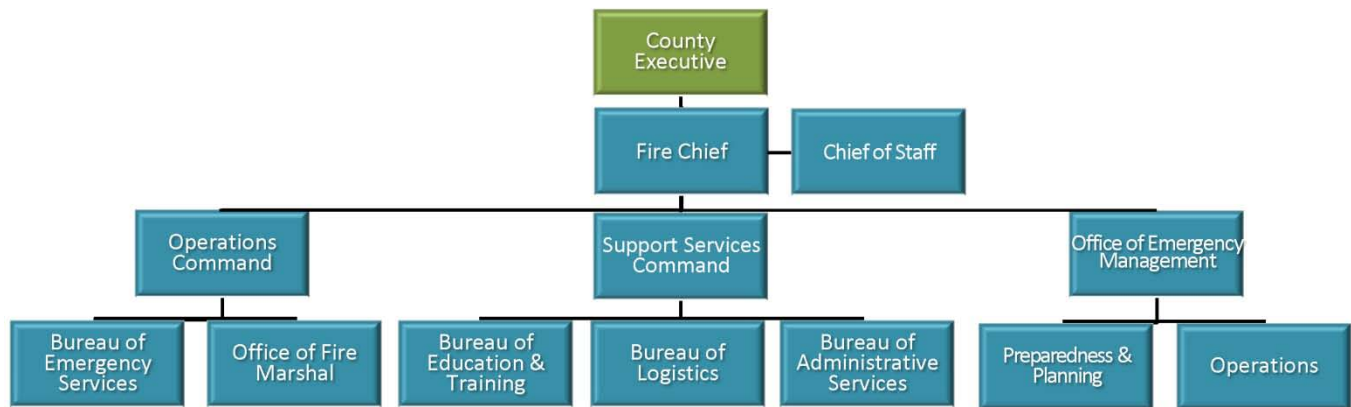 County
Executive
Fire Chief
Chief of Staff
Operations
Command
Support Services
Command
Office of Emergency
Management
Bureau of
Emergency
Services
Office of Fire
Marshal
Bureau of
Education &
Training
Bureau of
Logistics
Bureau of
Administrative
Services
Preparedness &
Planning
Operations